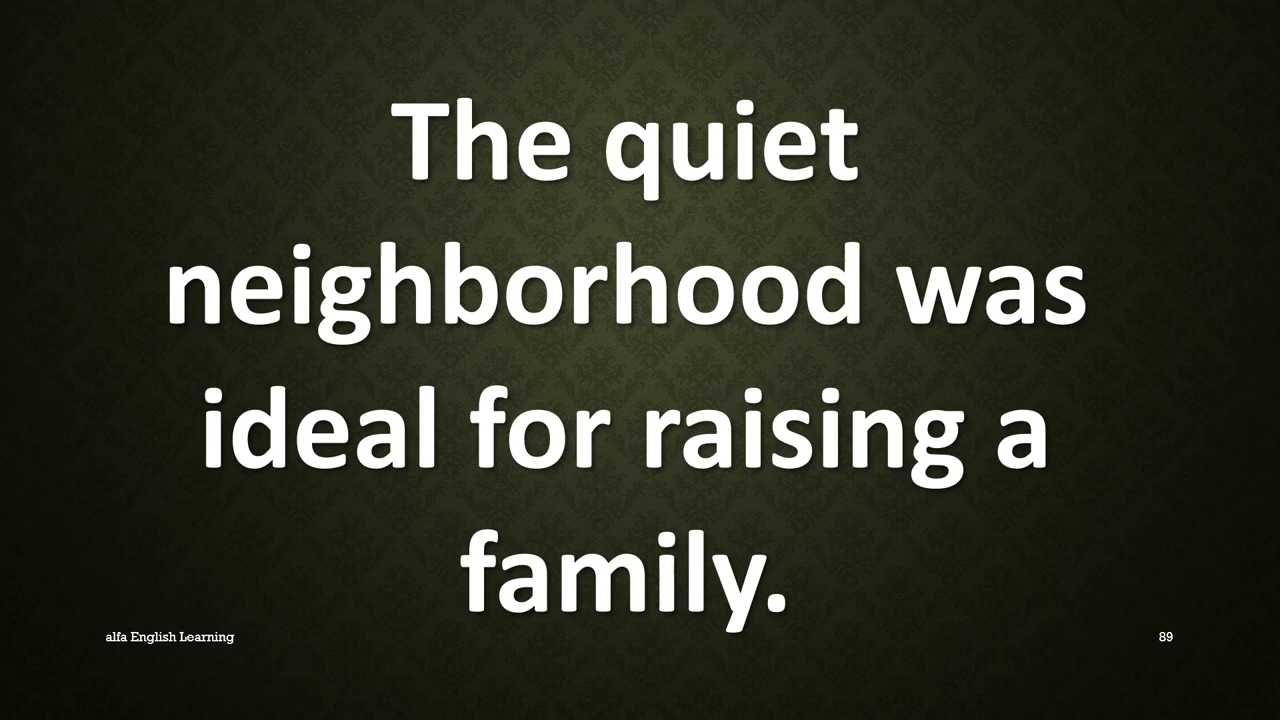 The quiet
neighborhood was
ideal for raising a
family.
alfa English Learning
89